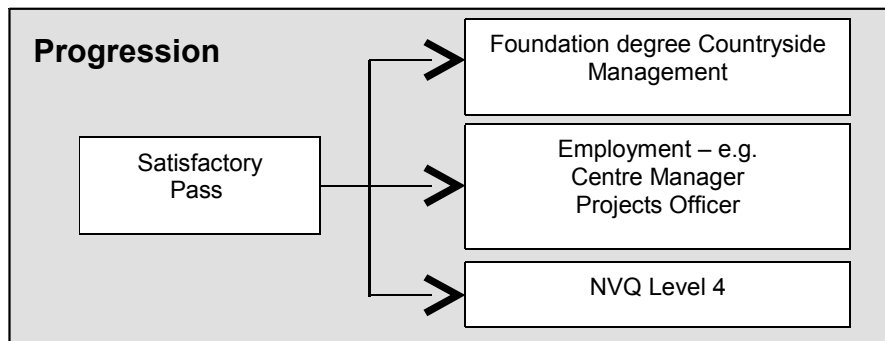 Progression
Satisfactory
Pass
Foundation degree Countryside
Management
Employment – e.g.
Centre Manager
Projects Officer
NVQ Level 4